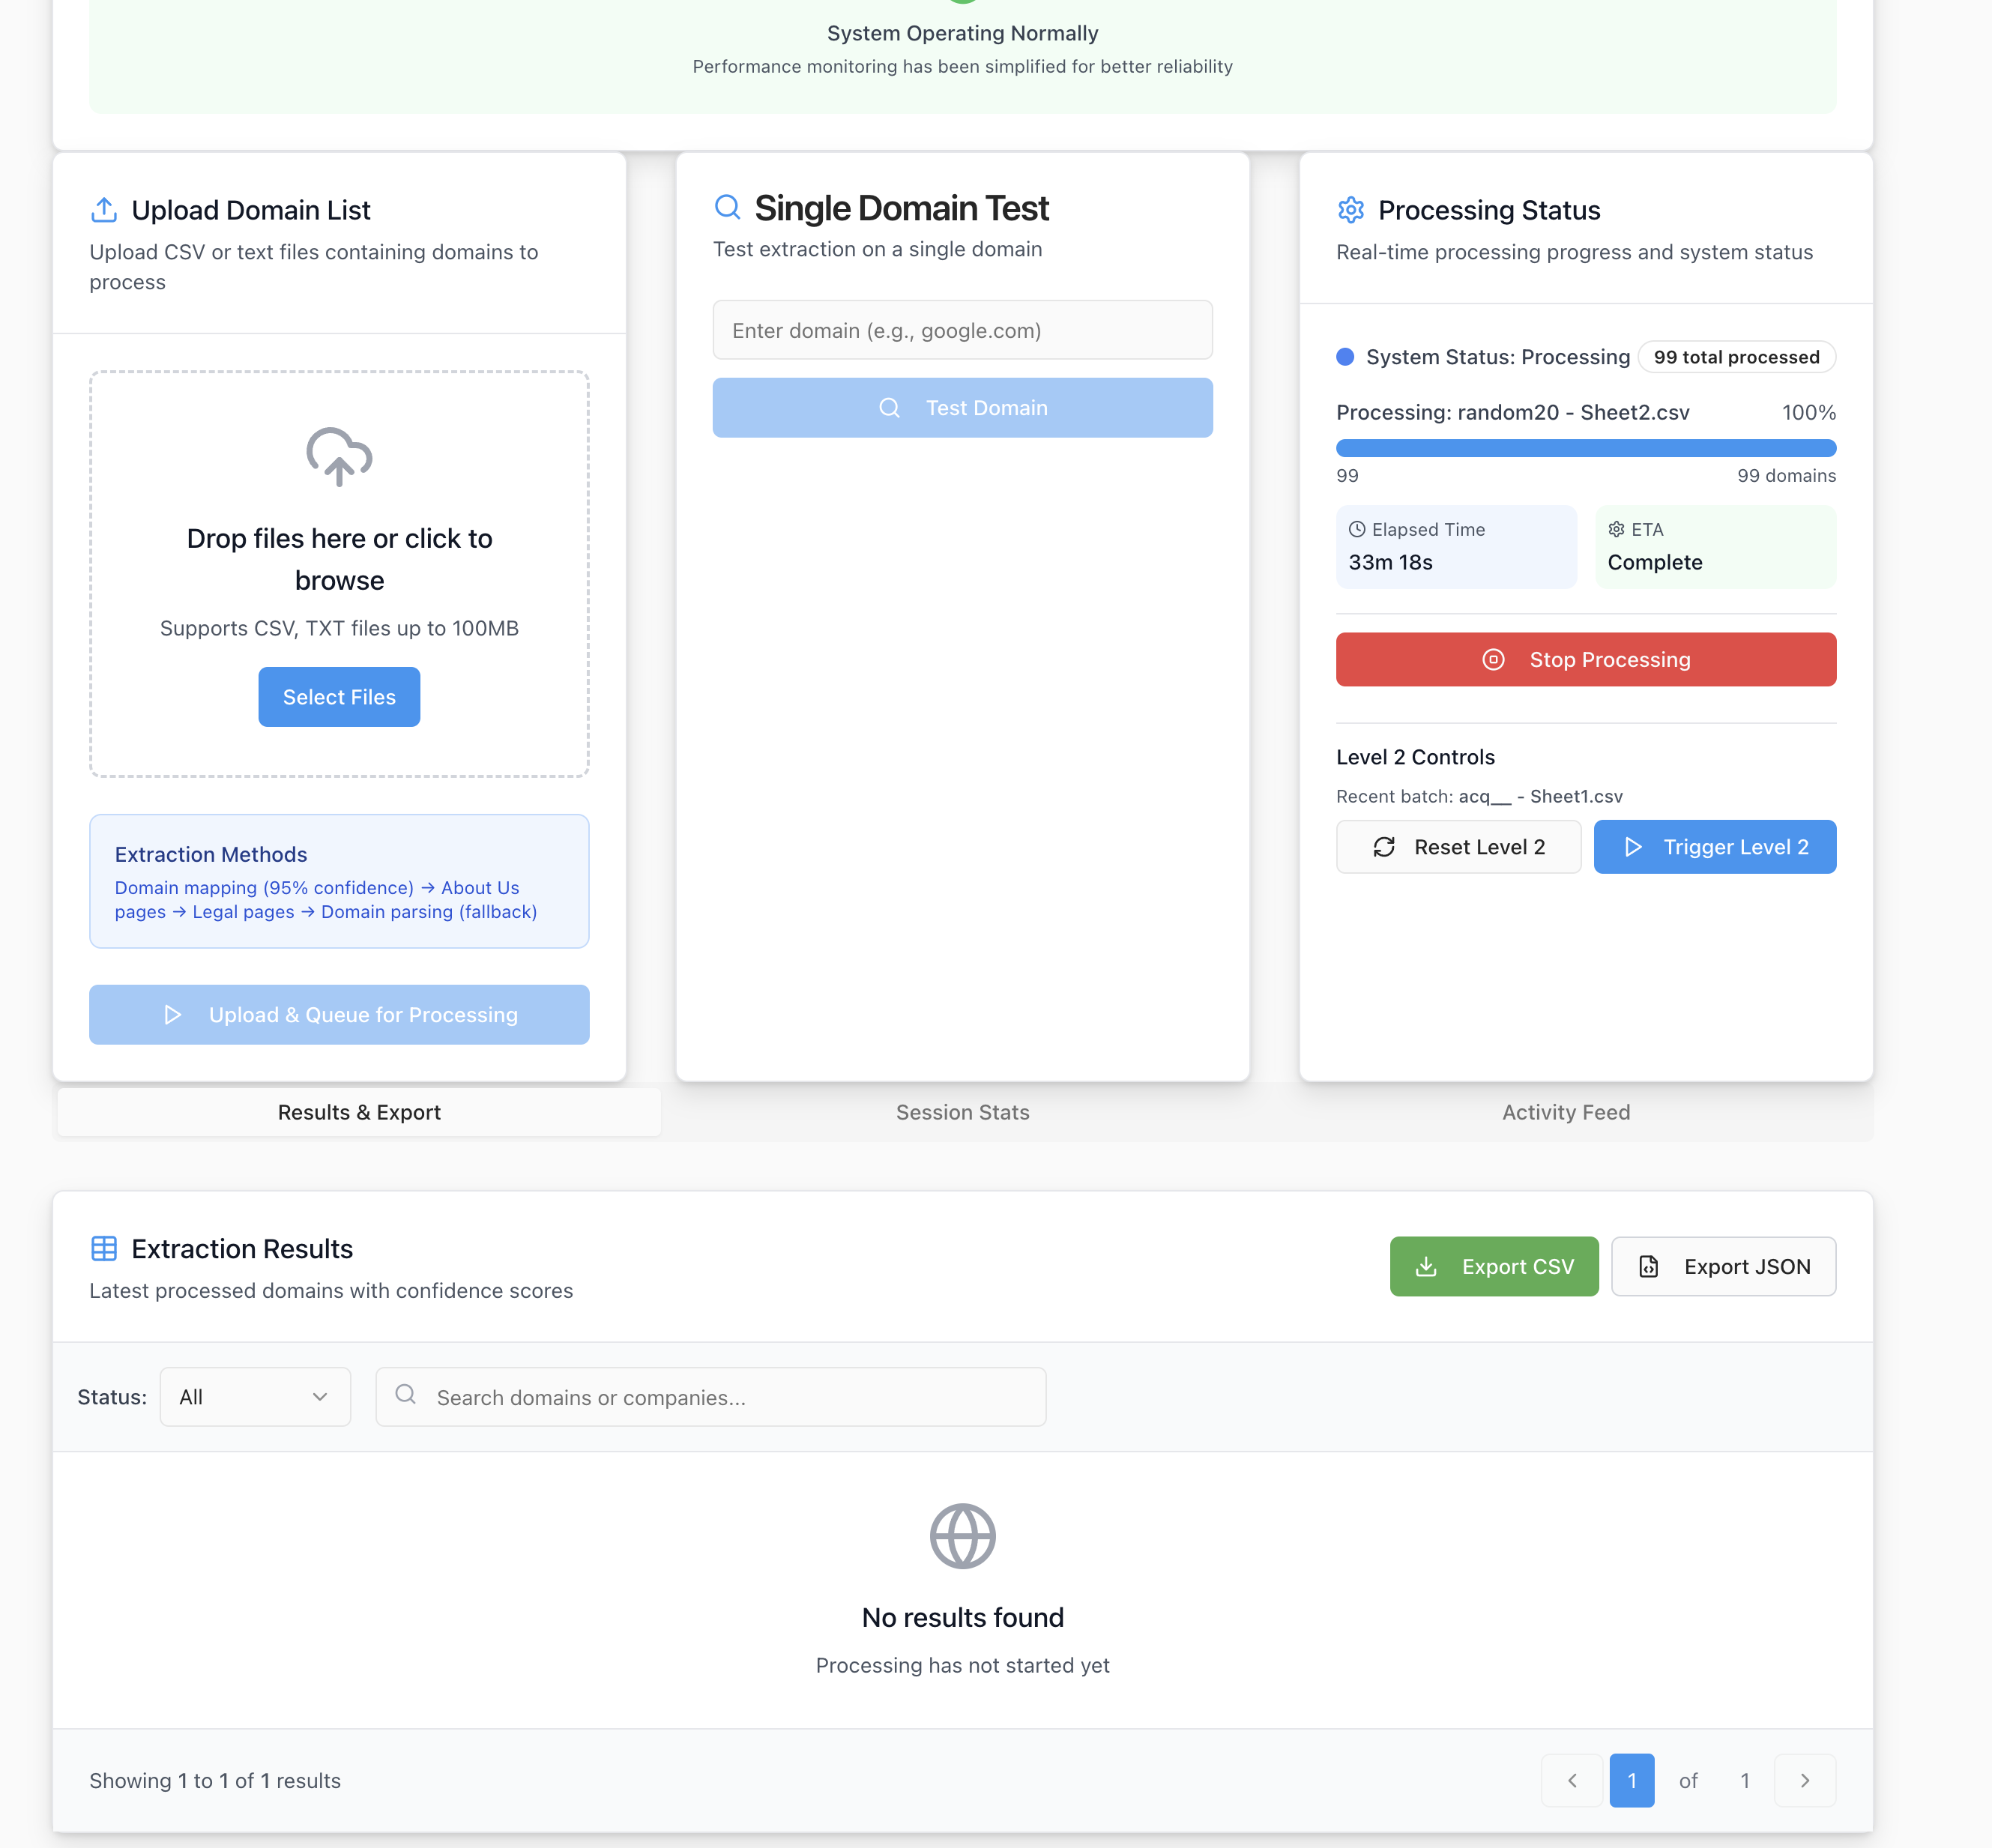 System Operating Normally
Performance monitoring has been simplified for better reliability
Upload Domain List
Upload CSV or text files containing domains to
process
Drop files here or click to
browse
Supports CSV, TXT files up to 100MB
Select Files
Extraction Methods
Domain mapping (95% confidence) → About Us
pages → Legal pages → Domain parsing (fallback)
Upload & Queue for Processing
Single Domain Test
Test extraction on a single domain
Enter domain (e.g., google.com)
Test Domain
Processing Status
Real-time processing progress and system status
System Status: Processing
99 total processed
Processing: random20 - Sheet2.csv
100%
99
99 domains
Elapsed Time
33m 18s
ETA
Complete
Stop Processing
Level 2 Controls
Recent batch: acq__ - Sheet1.csv
Reset Level 2
Trigger Level 2
Results & Export
Session Stats
Activity Feed
Extraction Results
Latest processed domains with confidence scores
Export CSV
Export JSON
Status:
All
Search domains or companies...
No results found
Processing has not started yet
Showing 1 to 1 of 1 results
1 of 1